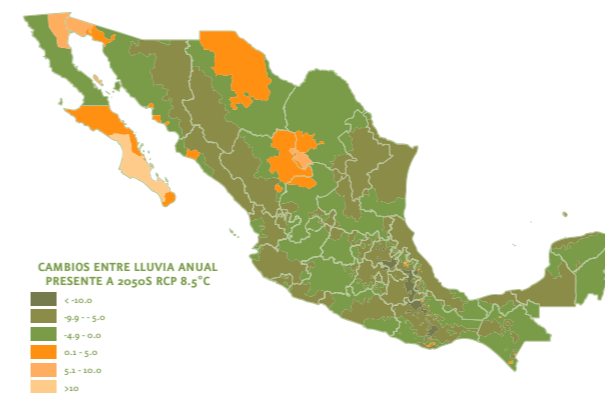 CAMBIOS ENTRE LLUVIA ANUAL
PRESENTE A 2050S RCP 8.5°C
< -10.0
-9.9 - - 5.0
-4.9 - 0.0
0.1 - 5.0
5.1 - 10.0
>10